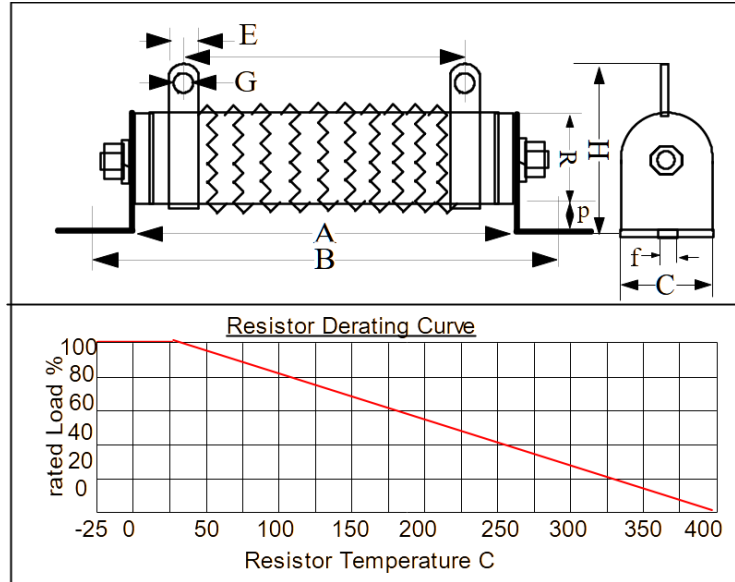 E
G
H
R
p
A
B
f
C
Resistor Derating Curve
100
80
60
40
20
0
rated Load %
-25 0 50 100 150 200 250 300 350 400
Resistor Temperature C